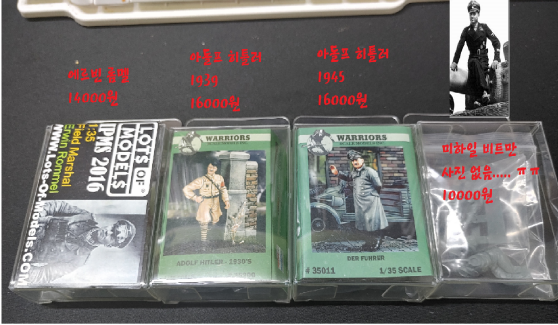 에르빈 롬멜
14000원
아돌프 히틀러
1939
16000원
아돌프 히틀러
1945
16000원
미하일 비트만
사진 없음..... ㅠㅠ
10000원
LOTS OF
MODELS
IPMS 2016
1:35
Field Marshal
Erwin Rommel
www.Lots-Of-Models.com
WARRIORS
ADOLF HITLER - 1930'S
WARRIORS
DER FUHRER
# 35011 1/35 SCALE